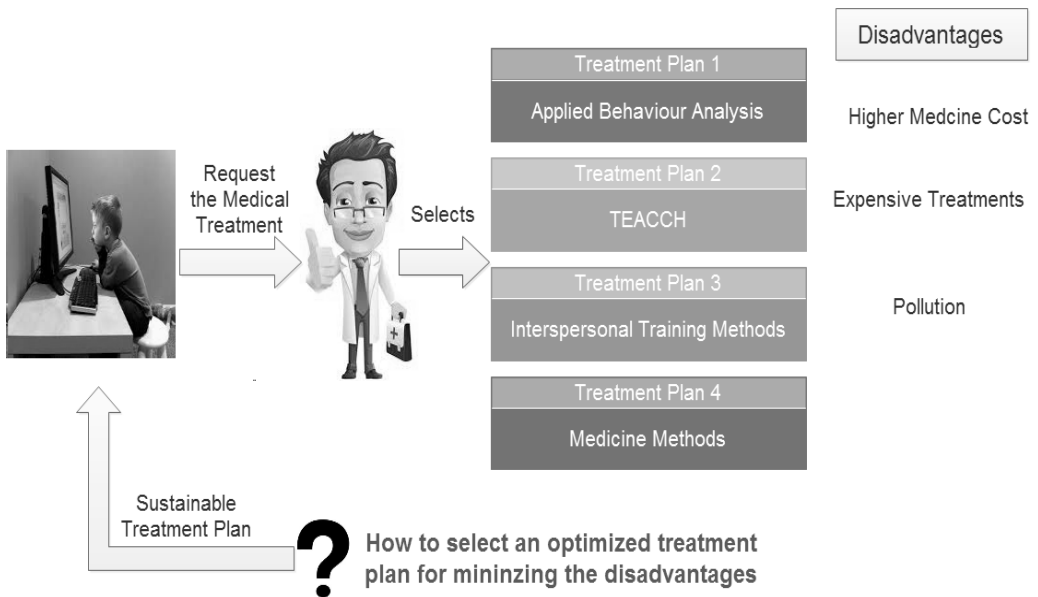 Disadvantages
Treatment Plan 1
Applied Behaviour Analysis
Higher Medcine Cost
Request
the Medical
Treatment
Selects
Treatment Plan 2
TEACCH
Expensive Treatments
Treatment Plan 3
Interspersonal Training Methods
Pollution
Treatment Plan 4
Medicine Methods
Sustainable
Treatment Plan
?
How to select an optimized treatment
plan for mininzing the disadvantages